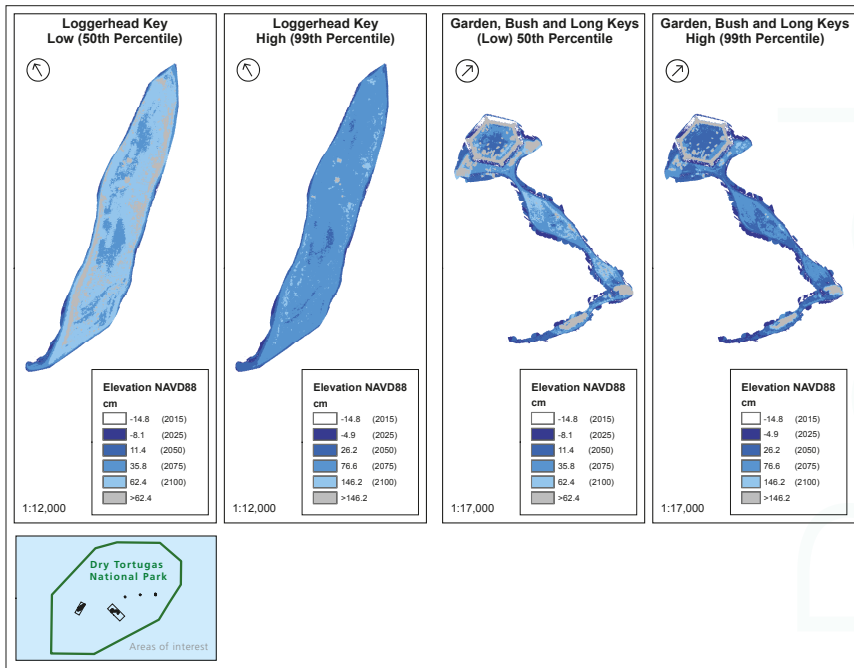 Loggerhead Key
Low (50th Percentile)
Elevation NAVD88
cm
-14.8 (2015)
-8.1 (2025)
11.4 (2050)
35.8 (2075)
62.4 (2100)
>62.4
1:12,000
Loggerhead Key
High (99th Percentile)
Elevation NAVD88
cm
-14.8 (2015)
-4.9 (2025)
26.2 (2050)
76.6 (2075)
146.2 (2100)
>146.2
1:12,000
Garden, Bush and Long Keys
(Low) 50th Percentile
Elevation NAVD88
cm
-14.8 (2015)
-8.1 (2025)
11.4 (2050)
35.8 (2075)
62.4 (2100)
>62.4
1:17,000
Garden, Bush and Long Keys
High (99th Percentile)
Elevation NAVD88
cm
-14.8 (2015)
-4.9 (2025)
26.2 (2050)
76.6 (2075)
146.2 (2100)
>146.2
1:17,000
Dry Tortugas
National Park
Areas of interest